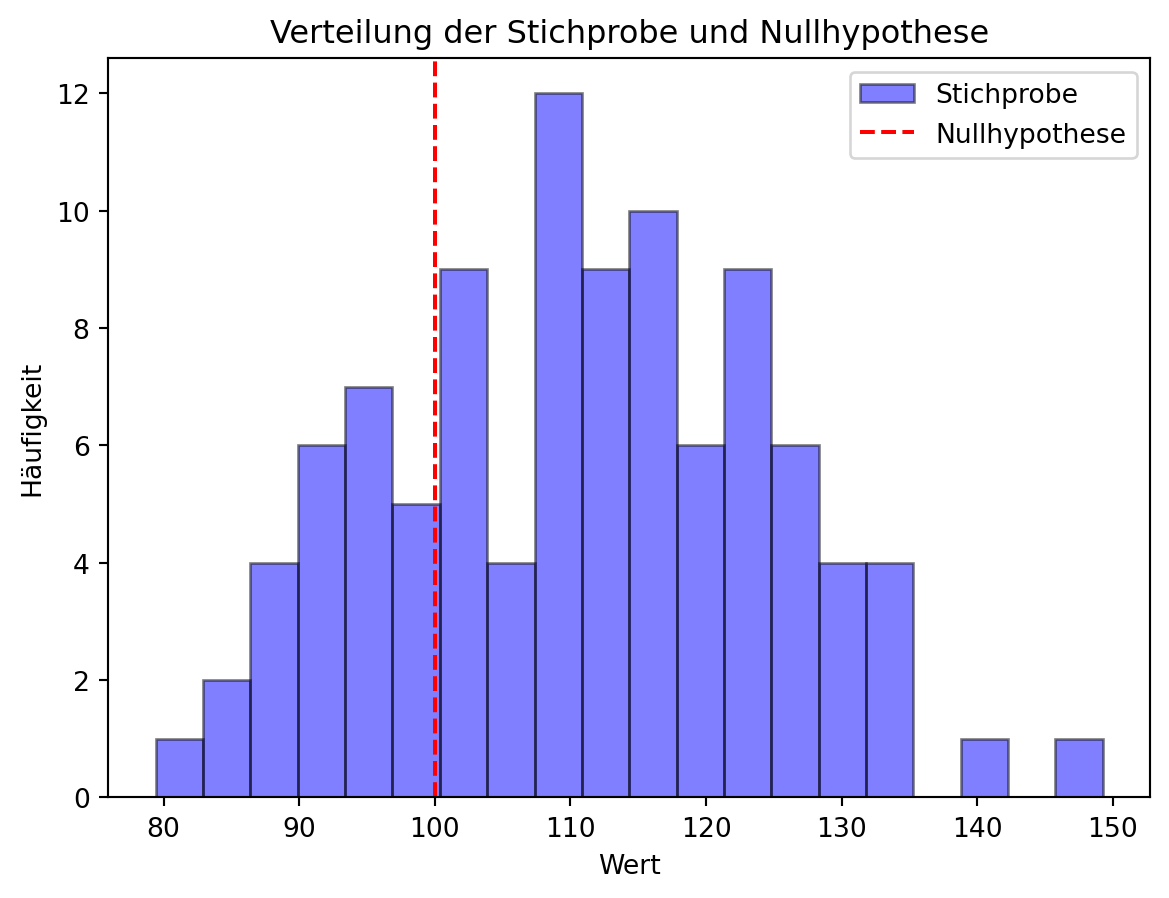 Verteilung der Stichprobe und Nullhypothese
Stichprobe
Nullhypothese
Häufigkeit
12
10
8
6
4
2
0
80 90 100 110 120 130 140 150
Wert